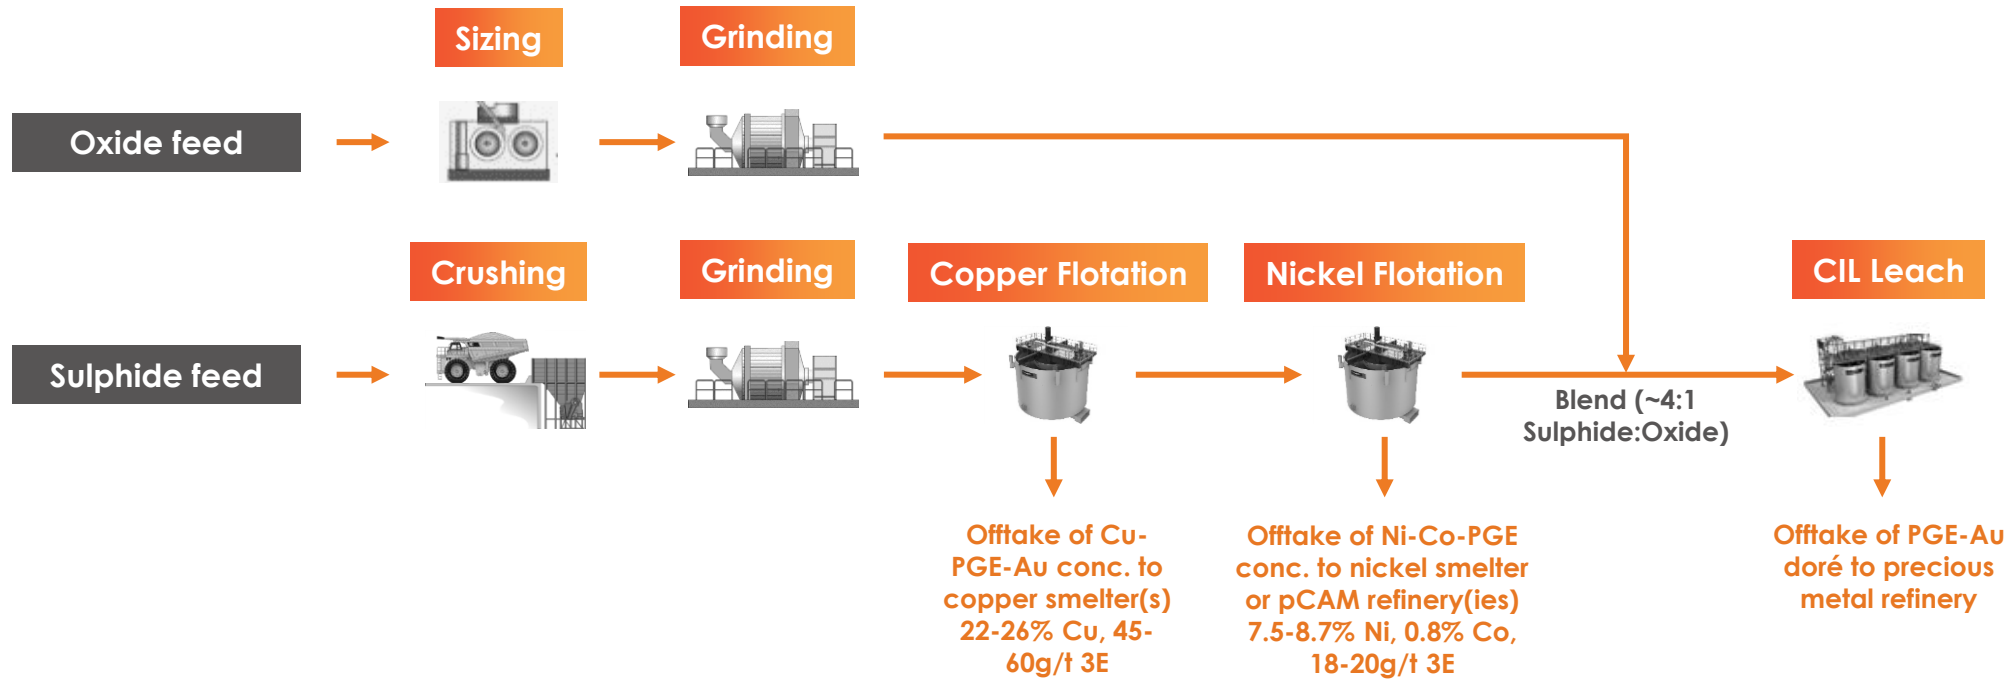 Sizing
Grinding
Oxide feed
Crushing
Grinding
Copper Flotation
Nickel Flotation
CIL Leach
Sulphide feed
Blend (~4:1
Sulphide:Oxide)
Offtake of Cu-
PGE-Au conc. to
copper smelter(s)
22-26% Cu, 45-
60g/t 3E
Offtake of Ni-Co-PGE
conc. to nickel smelter
or pCAM refinery(ies)
7.5-8.7% Ni, 0.8% Co,
18-20g/t 3E
Offtake of PGE-Au
doré to precious
metal refinery